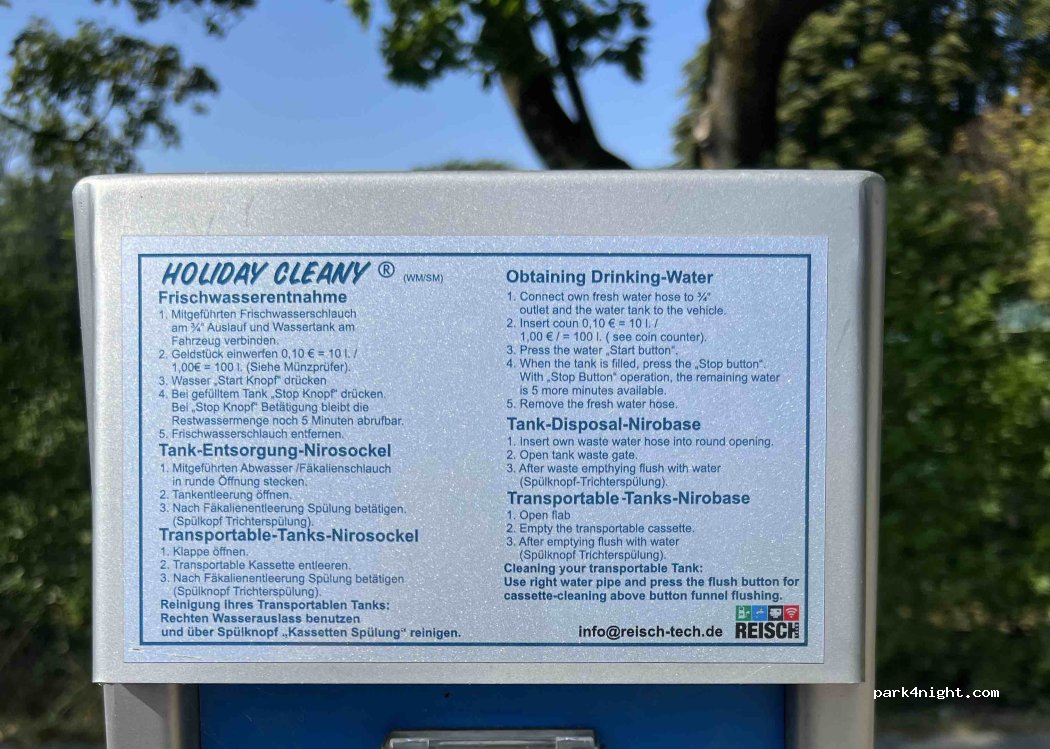 HOLIDAY CLEANY ® (WM/SM)
Frischwasserentnahme
1. Mitgeführten Frischwasserschlauch
am ¾" Auslauf und Wassertank am
Fahrzeug verbinden.
2. Geldstück einwerfen 0,10 € = 10 l. /
1,00€ = 100 l. (Siehe Münzprüfer).
3. Wasser „Start Knopf" drücken
4. Bei gefülltem Tank „Stop Knopf" drücken.
Bei „Stop Knopf" Betätigung bleibt die
Restwassermenge noch 5 Minuten abrufbar.
5. Frischwasserschlauch entfernen.
Tank-Entsorgung-Nirosockel
1. Mitgeführten Abwasser /Fäkalienschlauch
in runde Öffnung stecken.
2. Tankentleerung öffnen.
3. Nach Fäkalienentleerung Spülung betätigen.
(Spülkopf Trichterspülung).
Transportable-Tanks-Nirosockel
1. Klappe öffnen.
2. Transportable Kassette entleeren.
3. Nach Fäkalienentleerung Spülung betätigen
(Spülknopf Trichterspülung).
Reinigung Ihres Transportablen Tanks:
Rechten Wasserauslass benutzen
und über Spülknopf „Kassetten Spülung" reinigen.
Obtaining Drinking-Water
1. Connect own fresh water hose to ¾"
outlet and the water tank to the vehicle.
2. Insert coun 0,10 € = 10 l. /
1,00 € / = 100 l. ( see coin counter).
3. Press the water „Start button".
4. When the tank is filled, press the „Stop button".
With „Stop Button" operation, the remaining water
is 5 more minutes available.
5. Remove the fresh water hose.
Tank-Disposal-Nirobase
1. Insert own waste water hose into round opening.
2. Open tank waste gate.
3. After waste empthying flush with water
(Spülknopf-Trichterspülung).
Transportable-Tanks-Nirobase
1. Open flab
2. Empty the transportable cassette.
3. After emptying flush with water
(Spülknopf Trichterspülung).
Cleaning your transportable Tank:
Use right water pipe and press the flush button for
cassette-cleaning above button funnel flushing.
info@reisch-tech.de REISCH
park4night.com